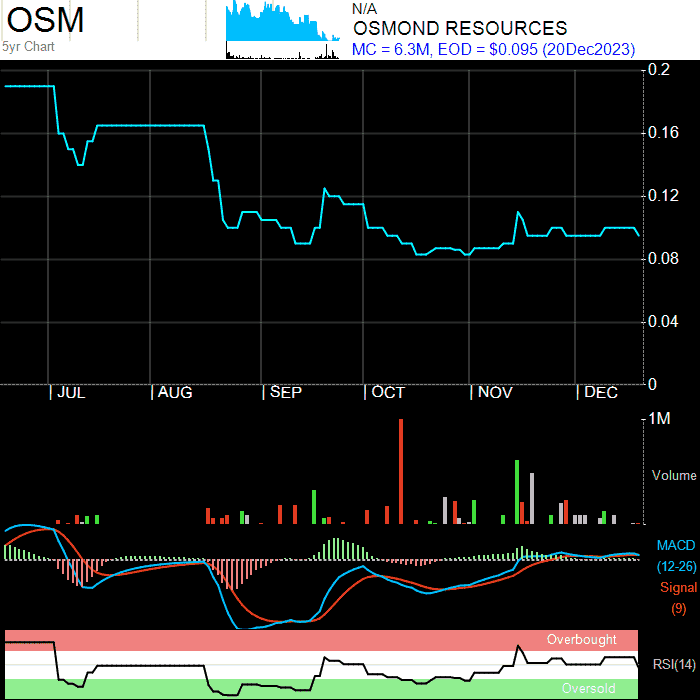 OSM
5yr Chart
N/A
OSMOND RESOURCES
MC = 6.3M, EOD = $0.095 (20Dec2023)
0.2
0.16
0.12
0.08
0.04
0
JUL AUG SEP OCT NOV DEC
1M
Volume
MACD
(12-26)
Signal
(9)
Overbought
RSI(14)
Oversold